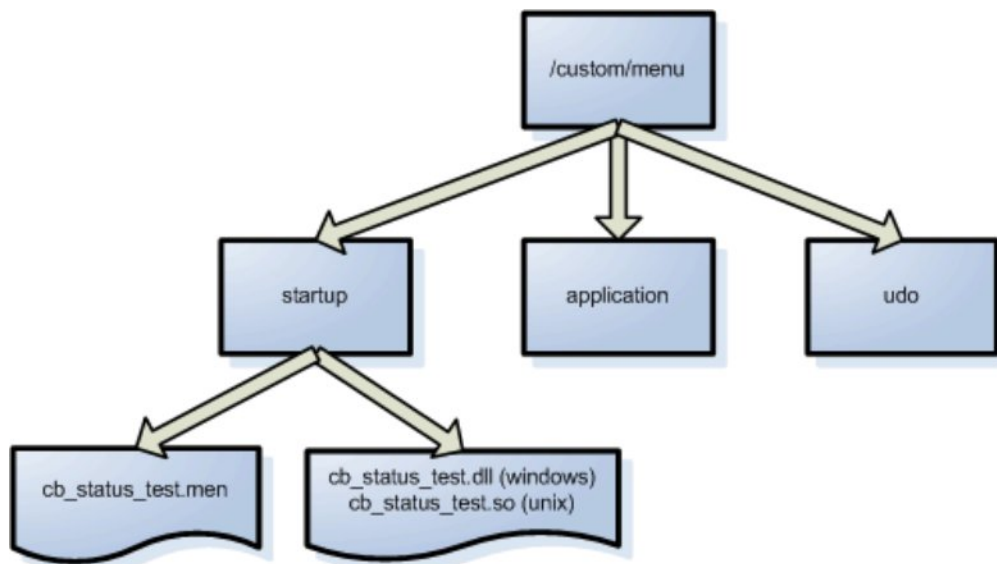 /custom/menu
startup
application
udo
cb_status_test.men
cb_status_test.dll (windows)
cb_status_test.so (unix)